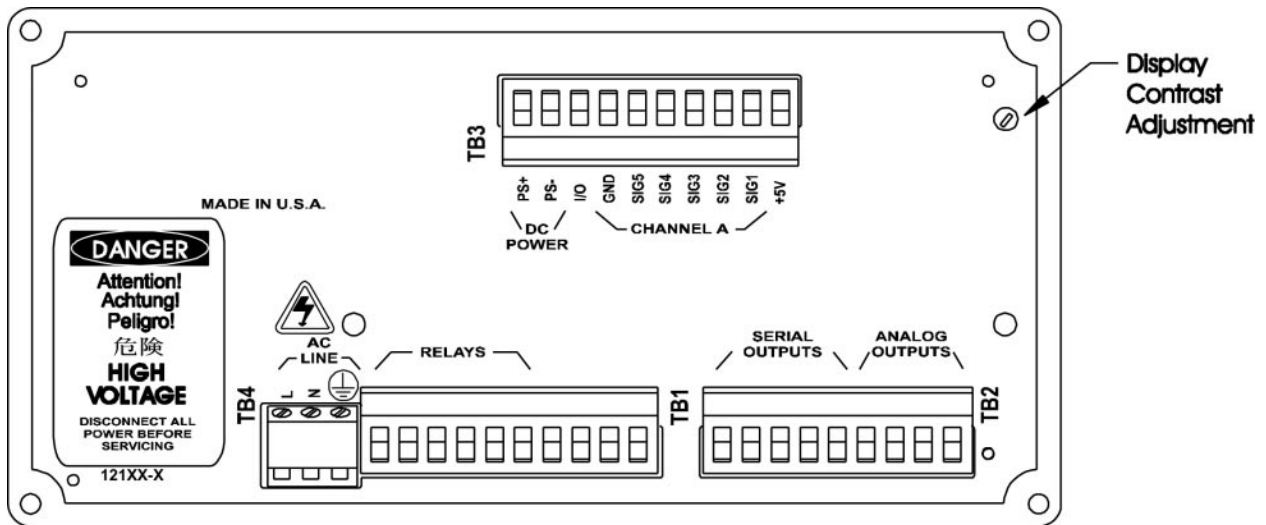 Display
Contrast
Adjustment
TB3
PS+
PS-
I/O
GND
SIG5
SIG4
SIG3
SIG2
SIG1
+5V
DC
POWER
CHANNEL A
MADE IN U.S.A.
DANGER
Attention!
Achtung!
Peligro!
危険
HIGH
VOLTAGE
DISCONNECT ALL
POWER BEFORE
SERVICING
121XX-X
AC
LINE
L
N
TB4
RELAYS
TB1
SERIAL
OUTPUTS
ANALOG
OUTPUTS
TB2